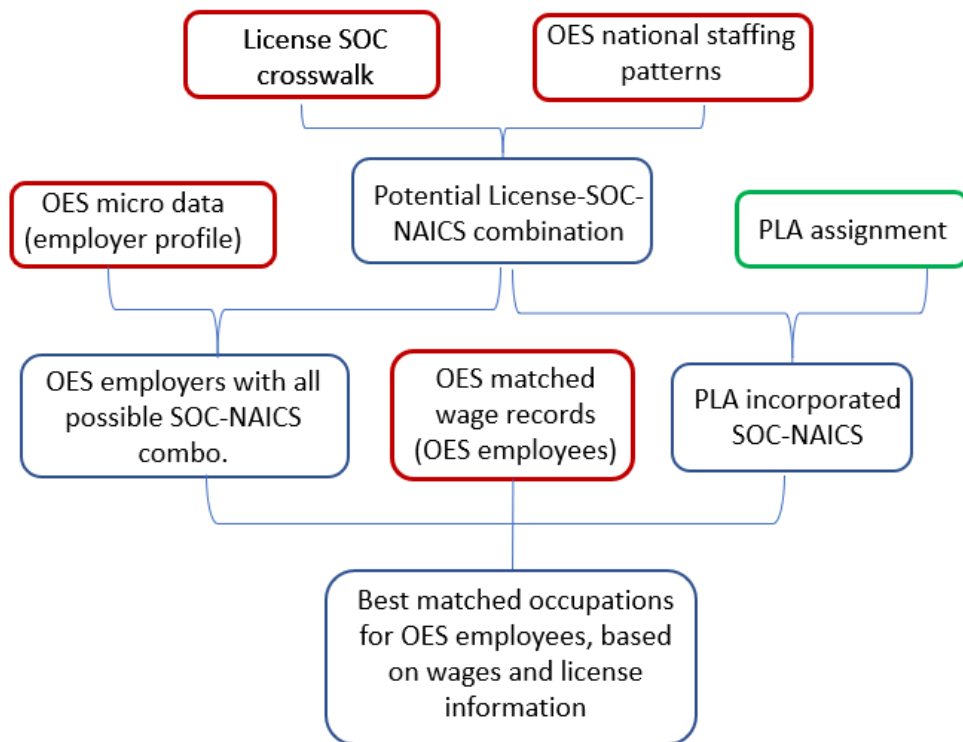 License SOC
crosswalk
OES national staffing
patterns
OES micro data
(employer profile)
Potential License-SOC-
NAICS combination
PLA assignment
OES employers with all
possible SOC-NAICS
combo.
OES matched
wage records
(OES employees)
PLA incorporated
SOC-NAICS
Best matched occupations
for OES employees, based
on wages and license
information